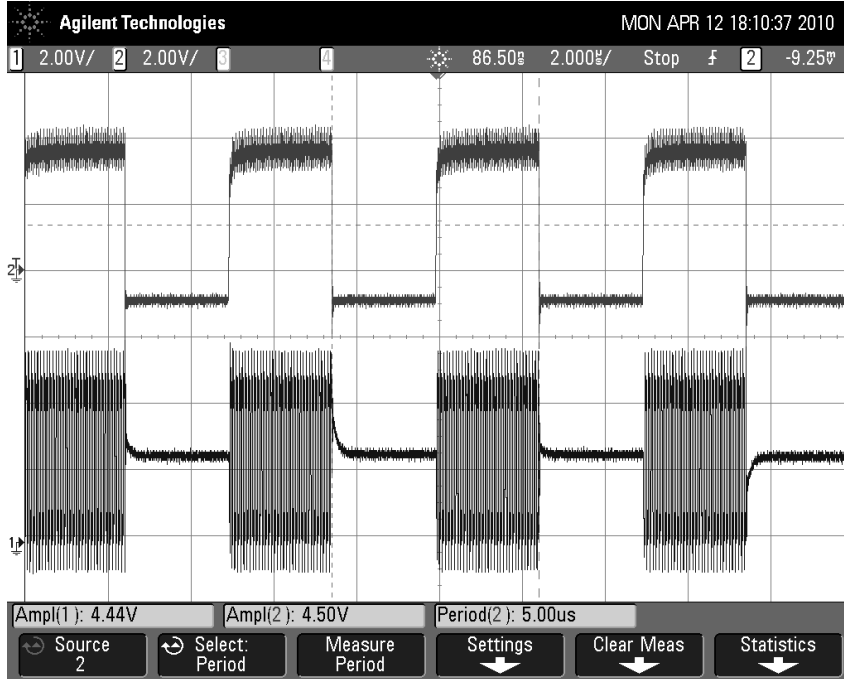 Agilent Technologies MON APR 12 18:10:37 2010
1 2.00V/ 2 2.00V/ 3 4 86.50 2.000 / Stop 2 -9.25
2
1
Ampl(1): 4.44V Ampl(2): 4.50V Period(2): 5.00us
Source Select: Measure Settings Clear Meas Statistics
2 Period Period